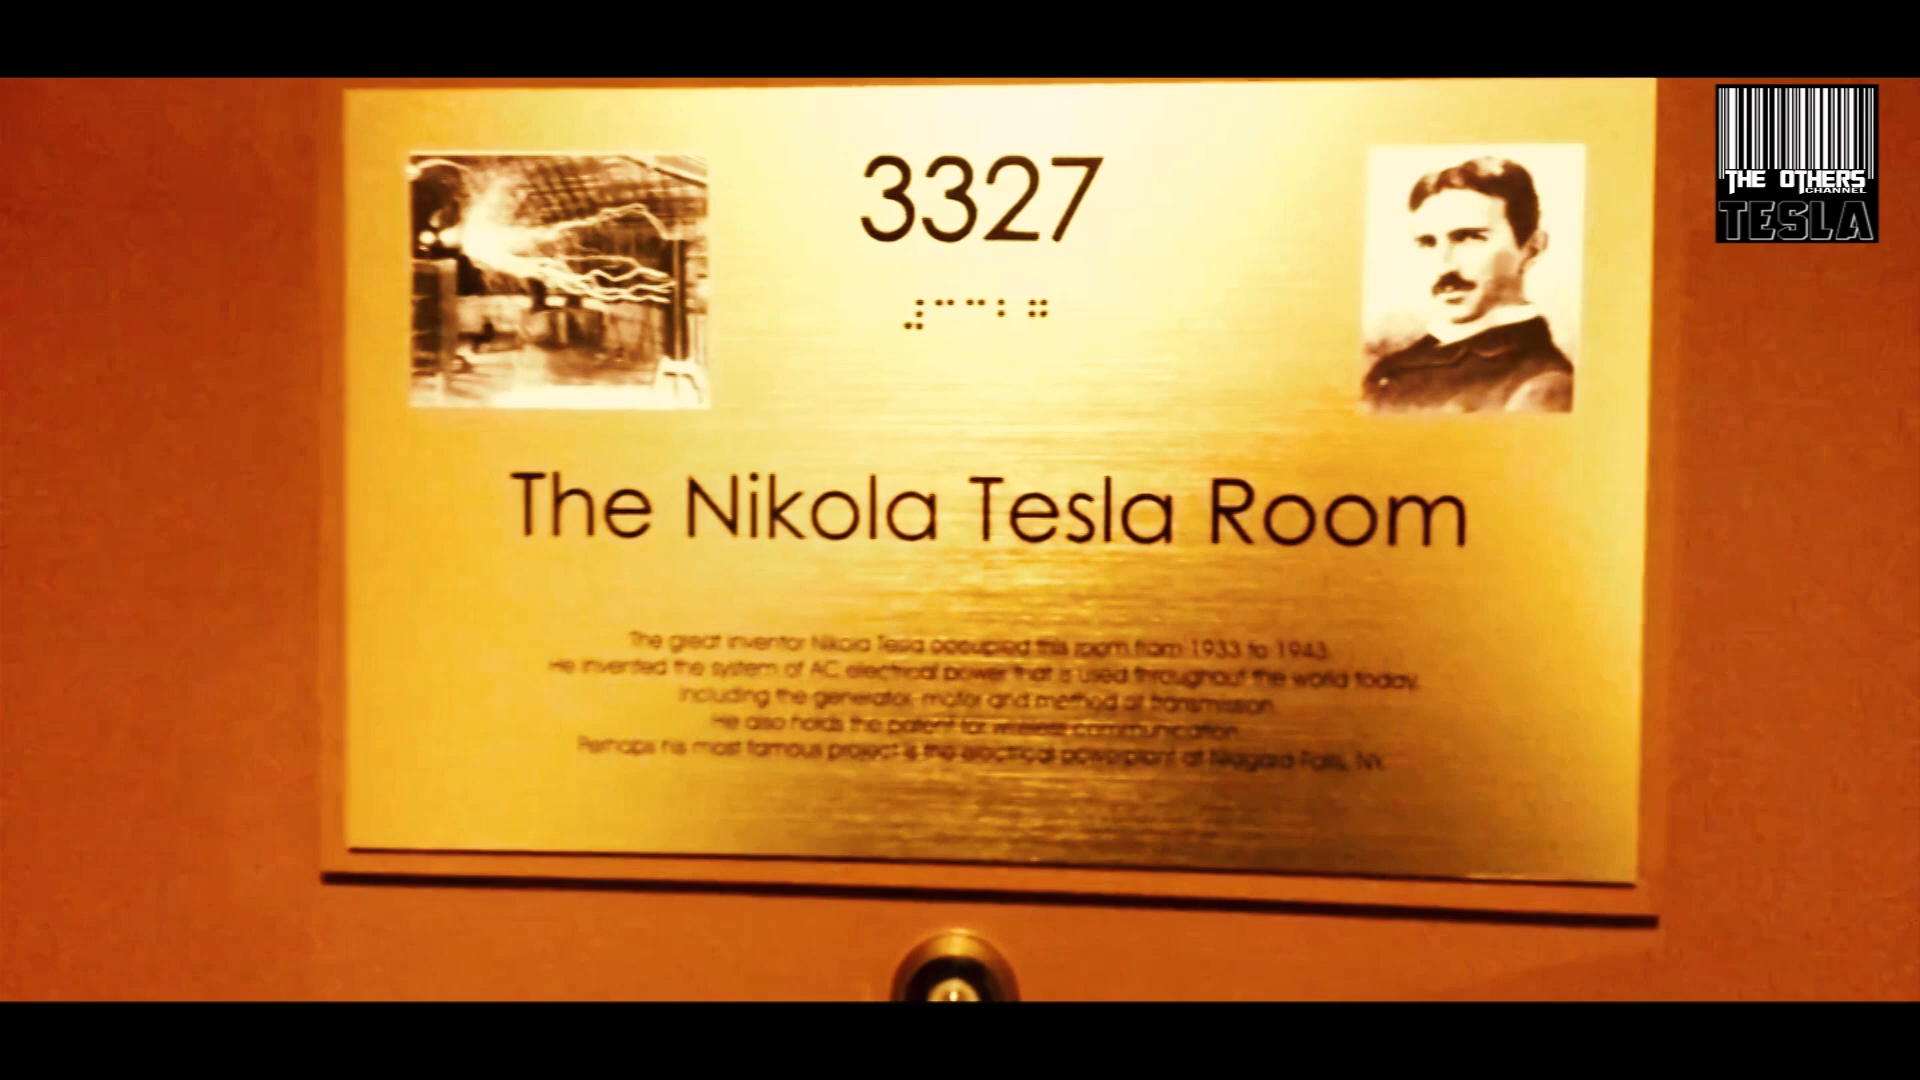 THE OTHERS
CHANNEL
TESLA
3327
⠼⠉⠉⠃⠛
The Nikola Tesla Room
The great inventor Nikola Tesla occupied this room from 1933 to 1943.
He invented the system of AC electrical power that is used throughout the world today,
including the generator, motor and method of transmission.
He also holds the patent for wireless communication.
Perhaps his most famous project is the electrical powerplant at Niagara Falls, NY.